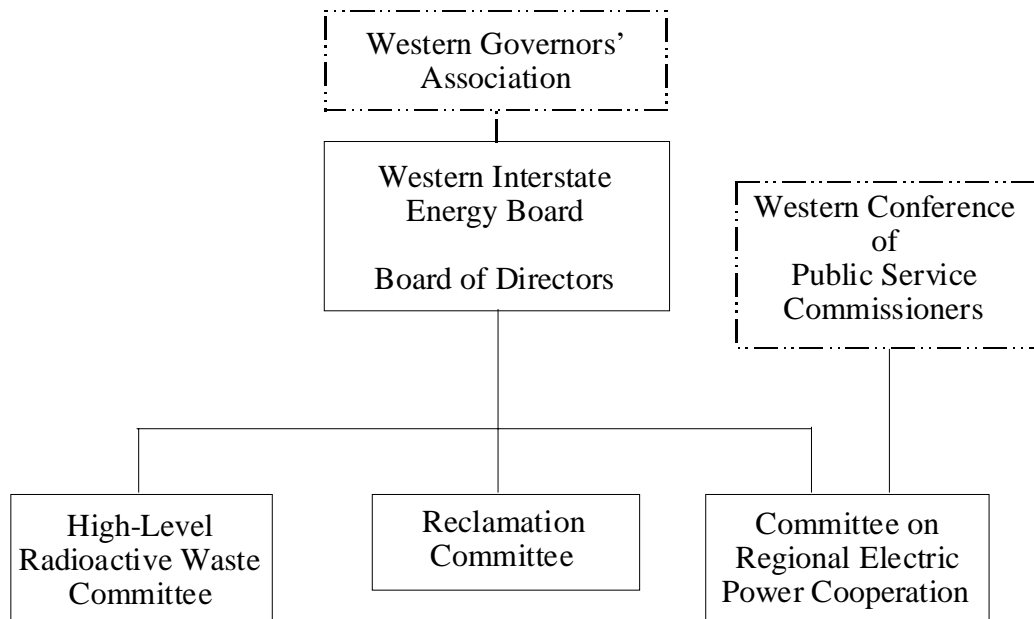 Western Governors’
Association
Western Interstate
Energy Board
Board of Directors
Western Conference
of
Public Service
Commissioners
High-Level
Radioactive Waste
Committee
Reclamation
Committee
Committee on
Regional Electric
Power Cooperation